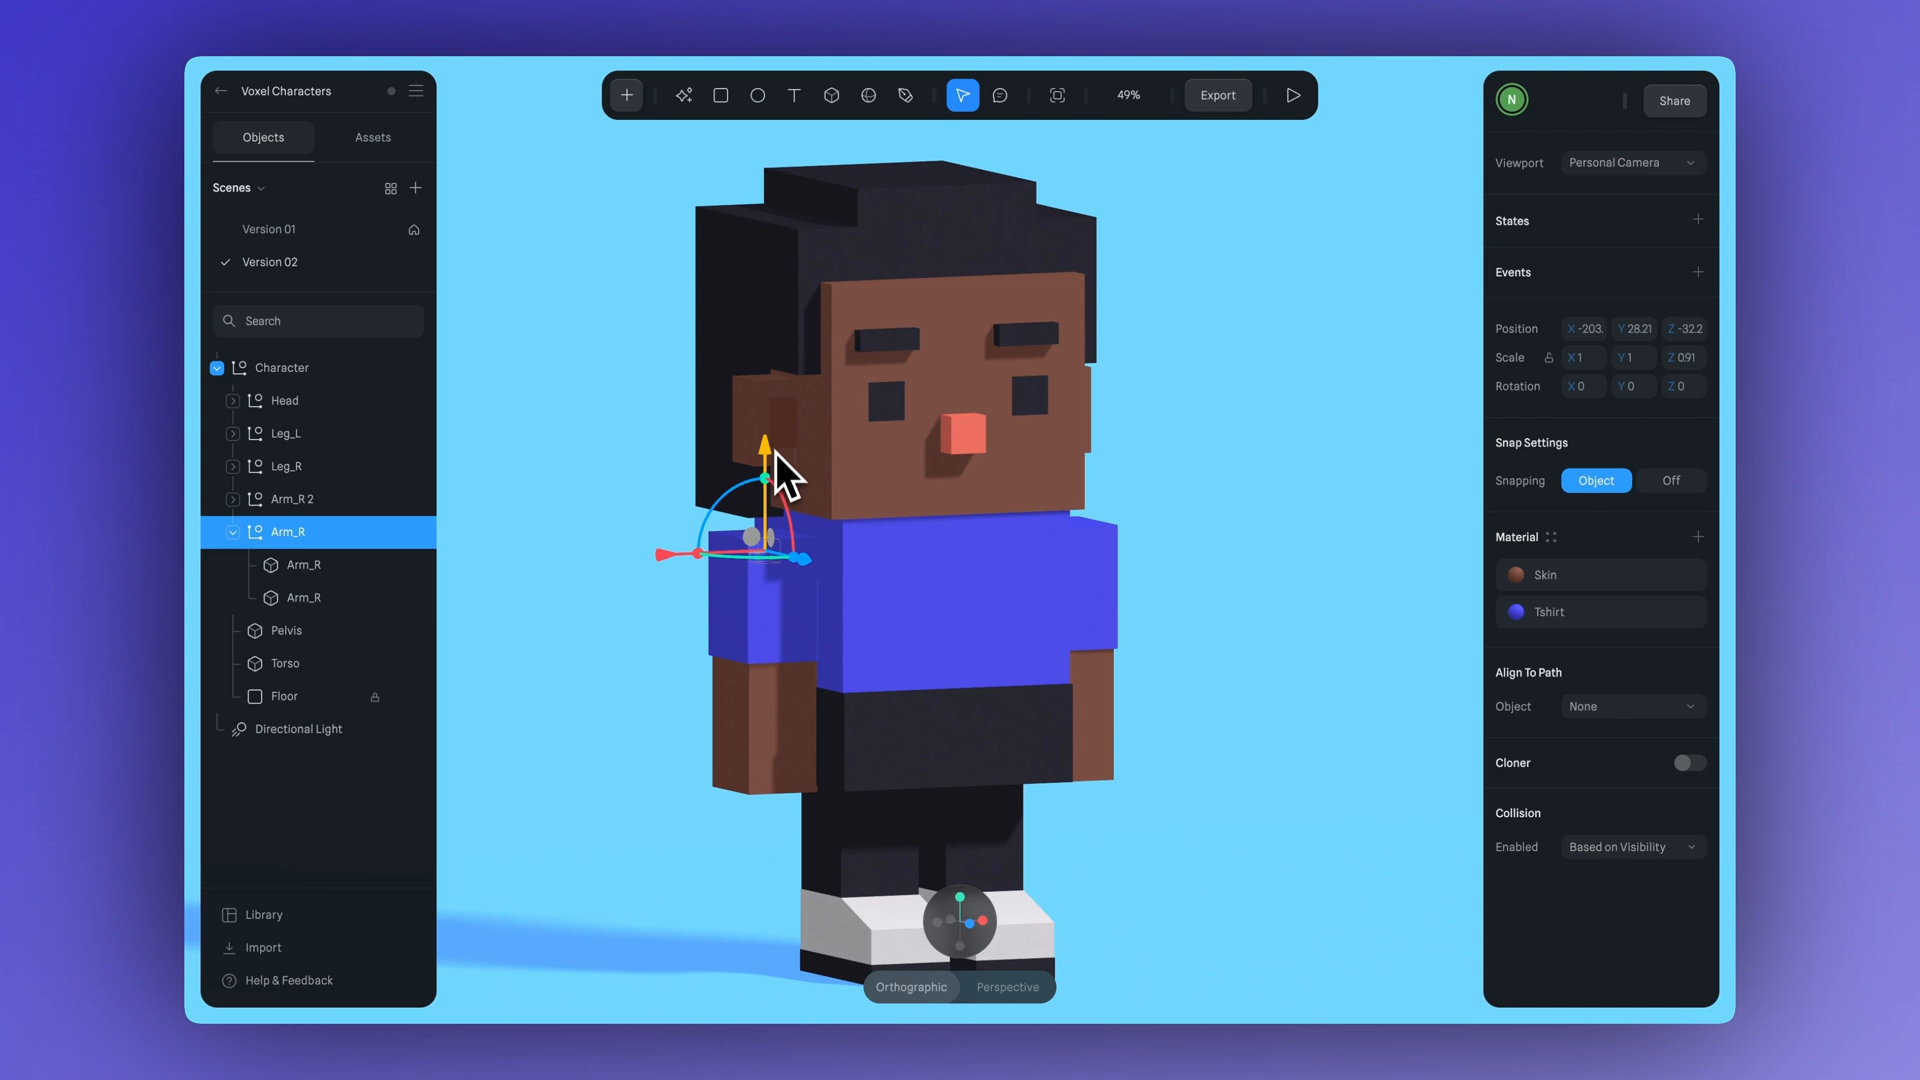 Voxel Characters
Objects
Assets
Scenes
Version 01
Version 02
Search
Character
Head
Leg_L
Leg_R
Arm_R 2
Arm_R
Arm_R
Arm_R
Pelvis
Torso
Floor
Directional Light
Library
Import
Help & Feedback
T
49%
Export
Orthographic
Perspective
N
Share
Viewport
Personal Camera
States
Events
Position X -203. Y 28.21 Z -32.2
Scale X 1 Y 1 Z 0.91
Rotation X 0 Y 0 Z 0
Snap Settings
Snapping Object Off
Material
Skin
Tshirt
Align To Path
Object None
Cloner
Collision
Enabled Based on Visibility